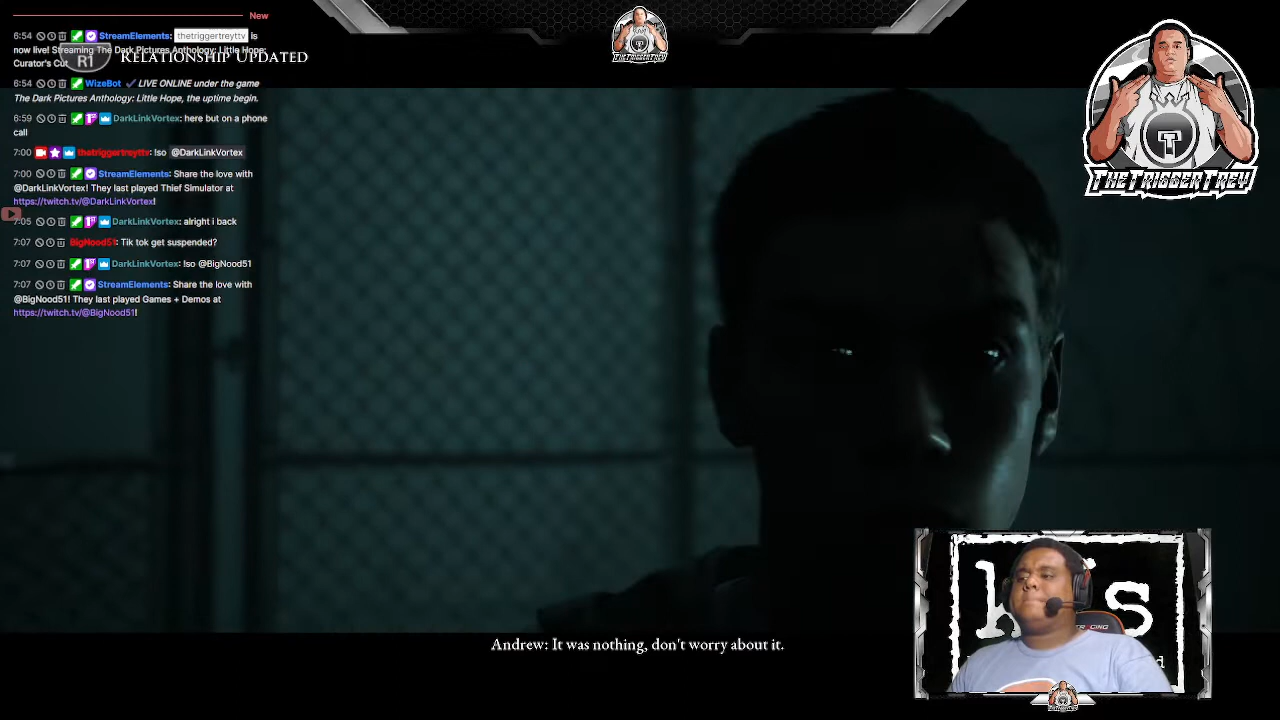 New
6:54 StreamElements: thetriggertreyttv is
now live! Streaming The Dark Pictures Anthology: Little Hope:
Curator's Cut
R1 RELATIONSHIP UPDATED
6:54 WizeBot LIVE ONLINE under the game
The Dark Pictures Anthology: Little Hope, the uptime begin.
6:59 DarkLinkVortex: here but on a phone
call
7:00 thetriggertreyttv: !so @DarkLinkVortex
7:00 StreamElements: Share the love with
@DarkLinkVortex! They last played Thief Simulator at
https://twitch.tv/@DarkLinkVortex!
7:05 DarkLinkVortex: alright i back
7:07 BigNood51: Tik tok get suspended?
7:07 DarkLinkVortex: !so @BigNood51
7:07 StreamElements: Share the love with
@BigNood51! They last played Games + Demos at
https://twitch.tv/@BigNood51!
T
THETRIGGERTREY
Andrew: It was nothing, don't worry about it.